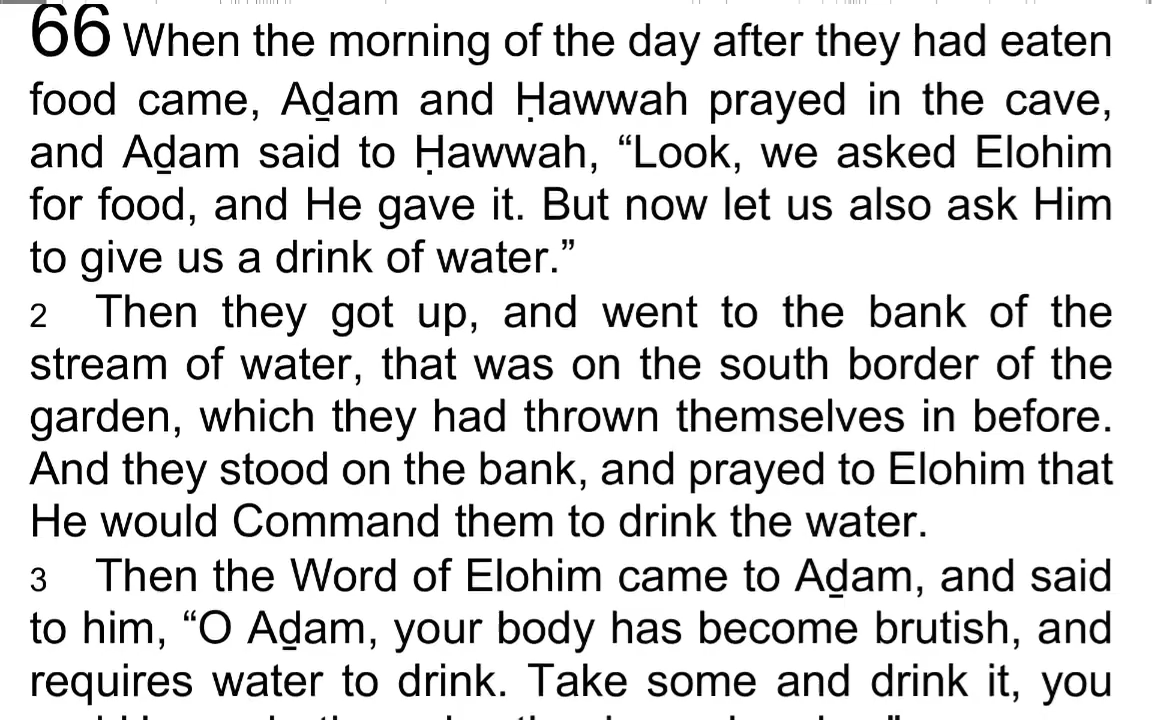 66 When the morning of the day after they had eaten
food came, Aḏam and Ḥawwah prayed in the cave,
and Aḏam said to Ḥawwah, “Look, we asked Elohim
for food, and He gave it. But now let us also ask Him
to give us a drink of water.”
2 Then they got up, and went to the bank of the
stream of water, that was on the south border of the
garden, which they had thrown themselves in before.
And they stood on the bank, and prayed to Elohim that
He would Command them to drink the water.
3 Then the Word of Elohim came to Aḏam, and said
to him, “O Aḏam, your body has become brutish, and
requires water to drink. Take some and drink it, you